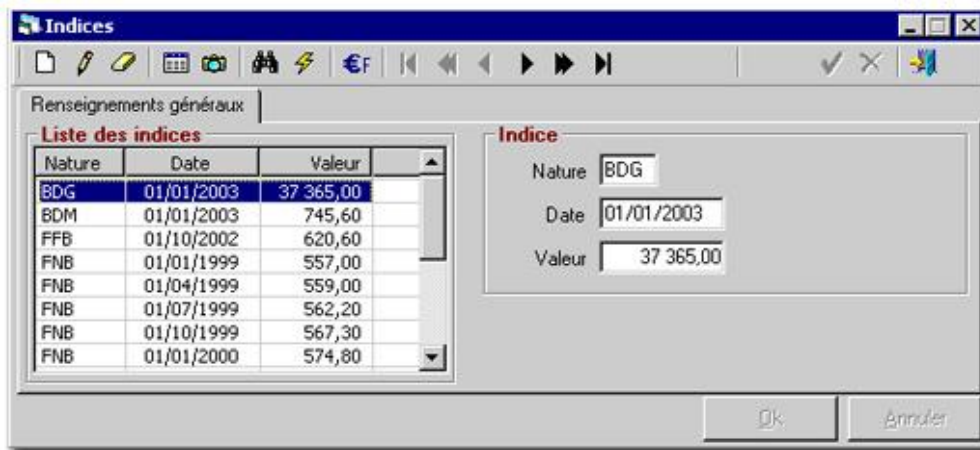 Indices
€F
Renseignements généraux
Liste des indices
Nature Date Valeur
BDG 01/01/2003 37 365,00
BDM 01/01/2003 745,60
FFB 01/10/2002 620,60
FNB 01/01/1999 557,00
FNB 01/04/1999 559,00
FNB 01/07/1999 562,20
FNB 01/10/1999 567,30
FNB 01/01/2000 574,80
Indice
Nature BDG
Date 01/01/2003
Valeur 37 365,00
Ok Annuler